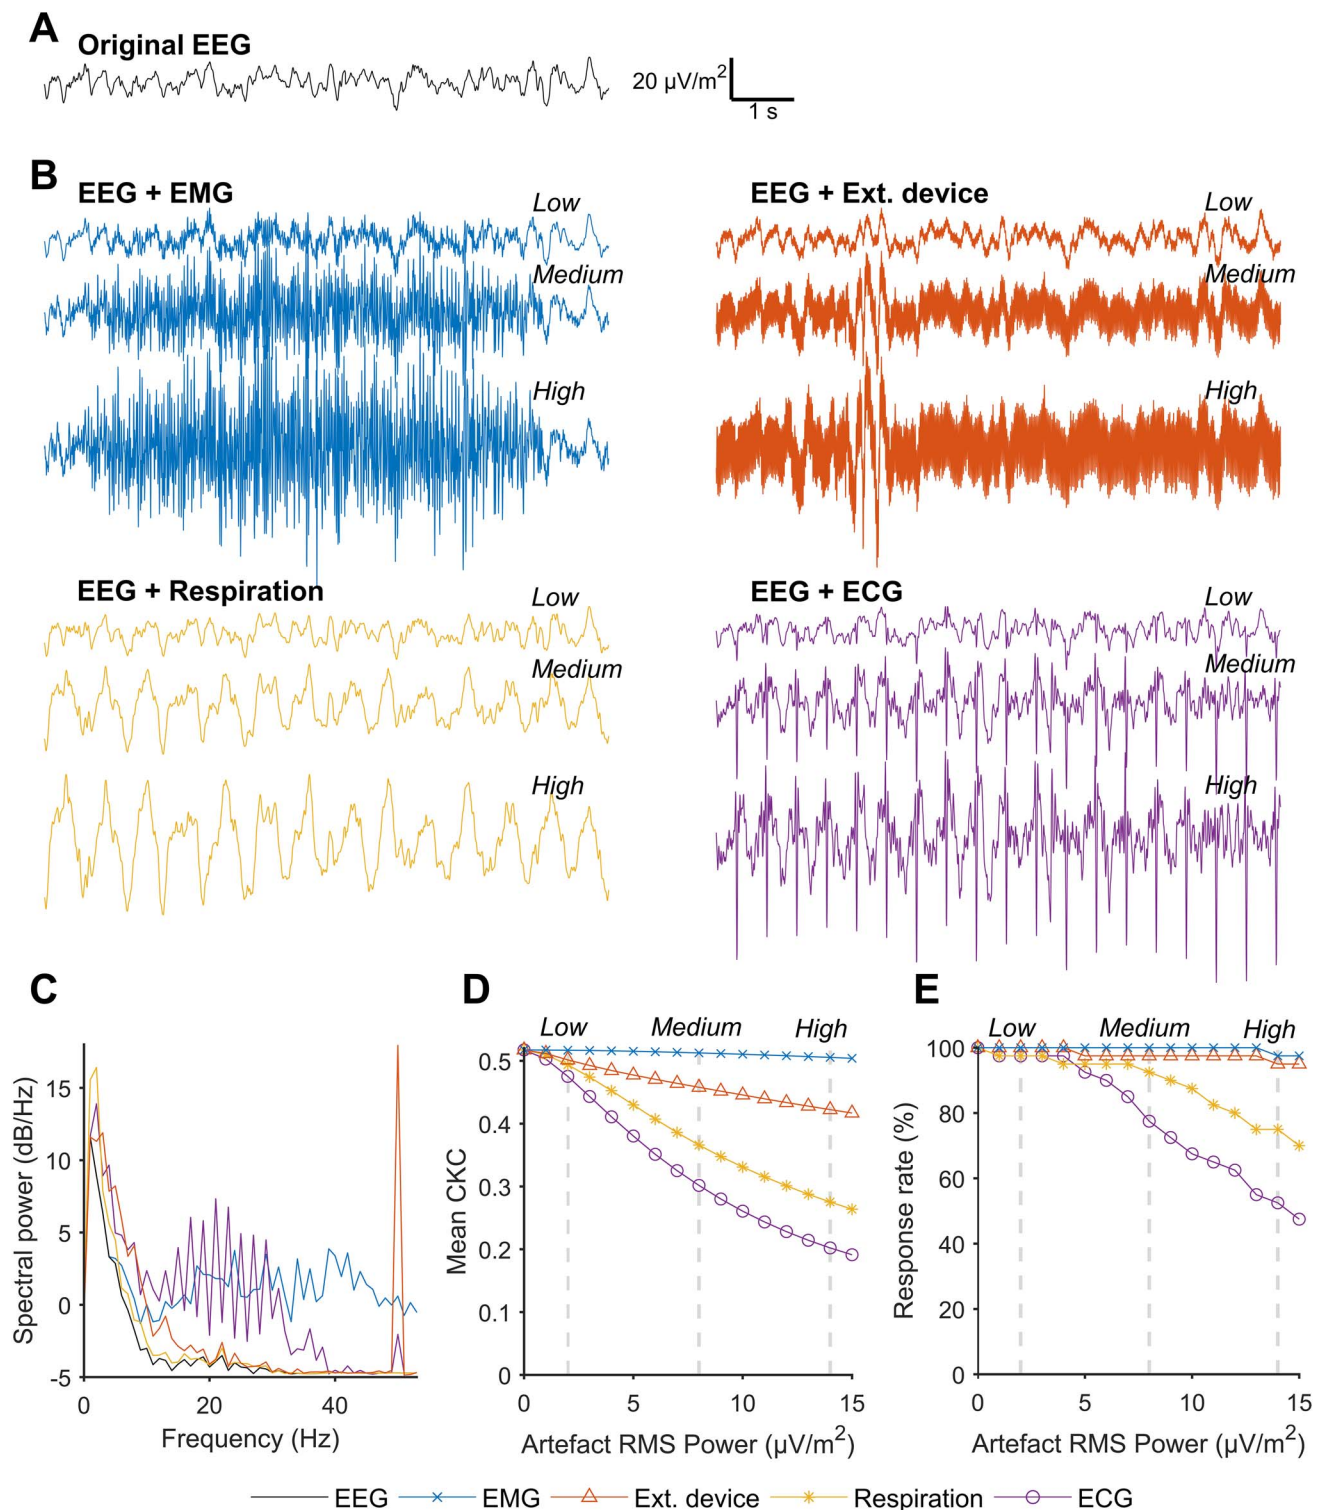 A
Original EEG
20 µV/m2
1 s
B
EEG + EMG
Low
Medium
High
EEG + Ext. device
Low
Medium
High
EEG + Respiration
Low
Medium
High
EEG + ECG
Low
Medium
High
C
Spectral power (dB/Hz)
15
10
5
0
-5
0 20 40
Frequency (Hz)
D
Low Medium High
Mean CKC
0.5
0.4
0.3
0.2
0.1
0
0 5 10 15
Artefact RMS Power (µV/m2)
E
Low Medium High
Response rate (%)
100
80
60
40
20
0
0 5 10 15
Artefact RMS Power (µV/m2)
EEG EMG Ext. device Respiration ECG